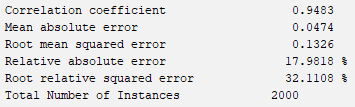 Correlation coefficient 0.9483
Mean absolute error 0.0474
Root mean squared error 0.1326
Relative absolute error 17.9818 %
Root relative squared error 32.1108 %
Total Number of Instances 2000